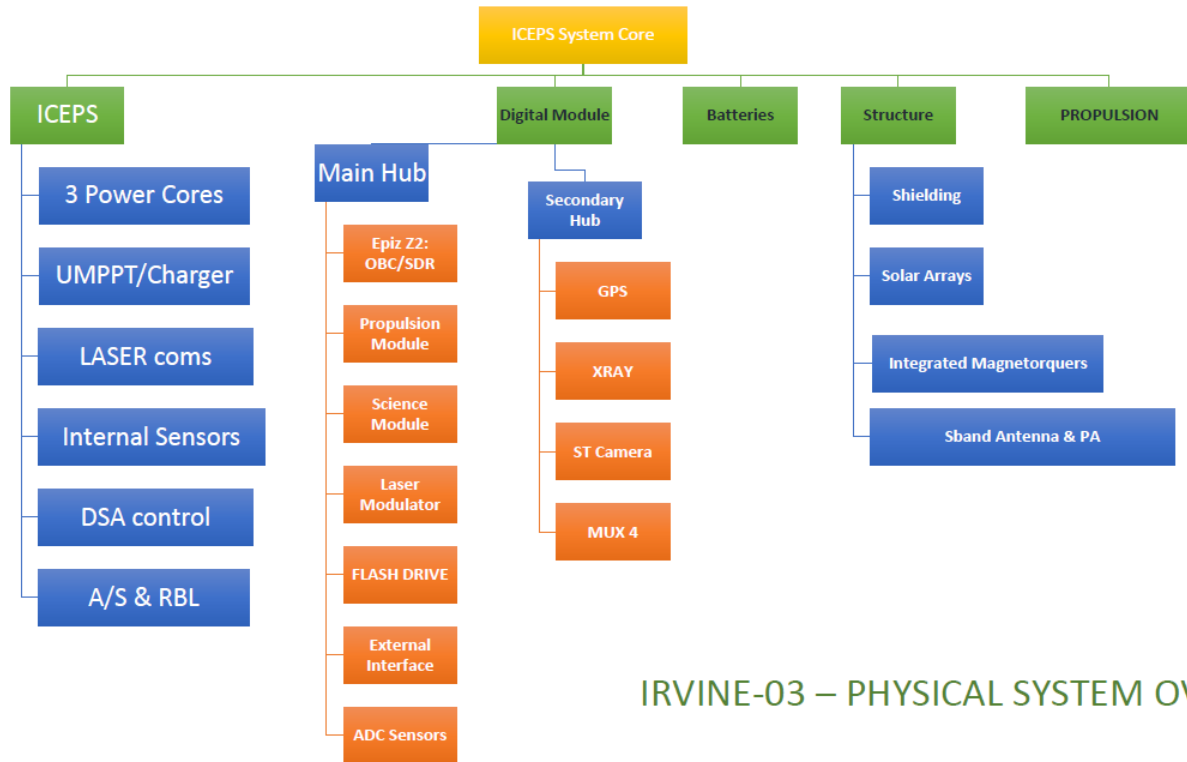 ICEPS System Core
ICEPS
Digital Module
Batteries
Structure
PROPULSION
3 Power Cores
UMPPT/Charger
LASER coms
Internal Sensors
DSA control
A/S & RBL
Main Hub
Epiz Z2:
OBC/SDR
Propulsion
Module
Science
Module
Laser
Modulator
FLASH DRIVE
External
Interface
ADC Sensors
Secondary
Hub
GPS
XRAY
ST Camera
MUX 4
Shielding
Solar Arrays
Integrated Magnetorquers
Sband Antenna & PA
IRVINE-03 – PHYSICAL SYSTEM OV